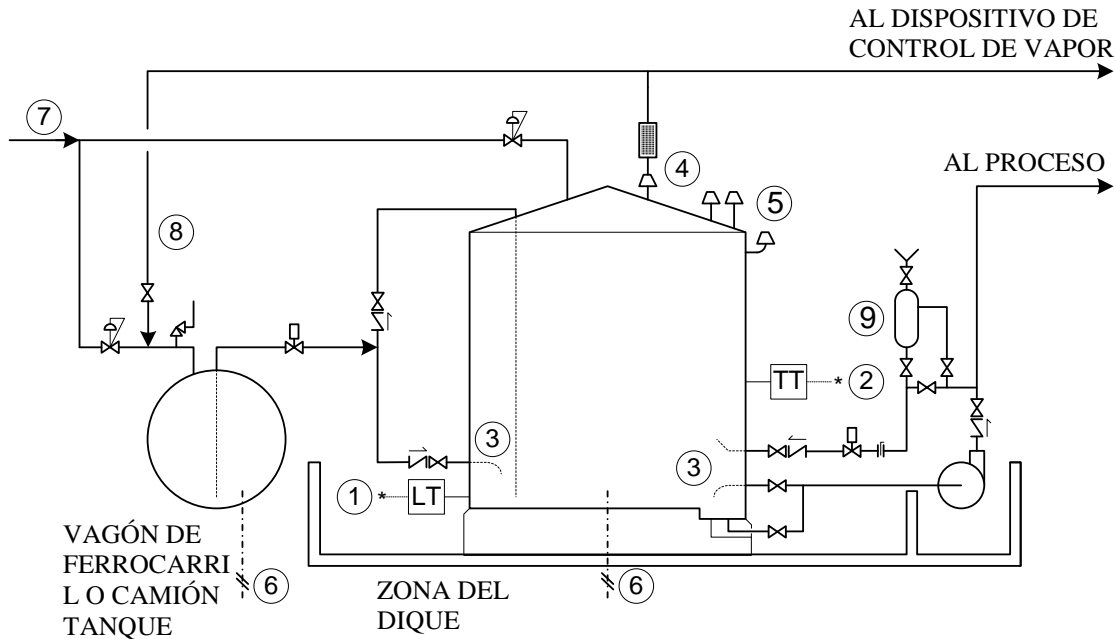 AL DISPOSITIVO DE
CONTROL DE VAPOR
7
4
AL PROCESO
5
8
9
TT * 2
3
3
1 * LT
VAGÓN DE
FERROCARRI
L O CAMIÓN
TANQUE
6
ZONA DEL
DIQUE
6